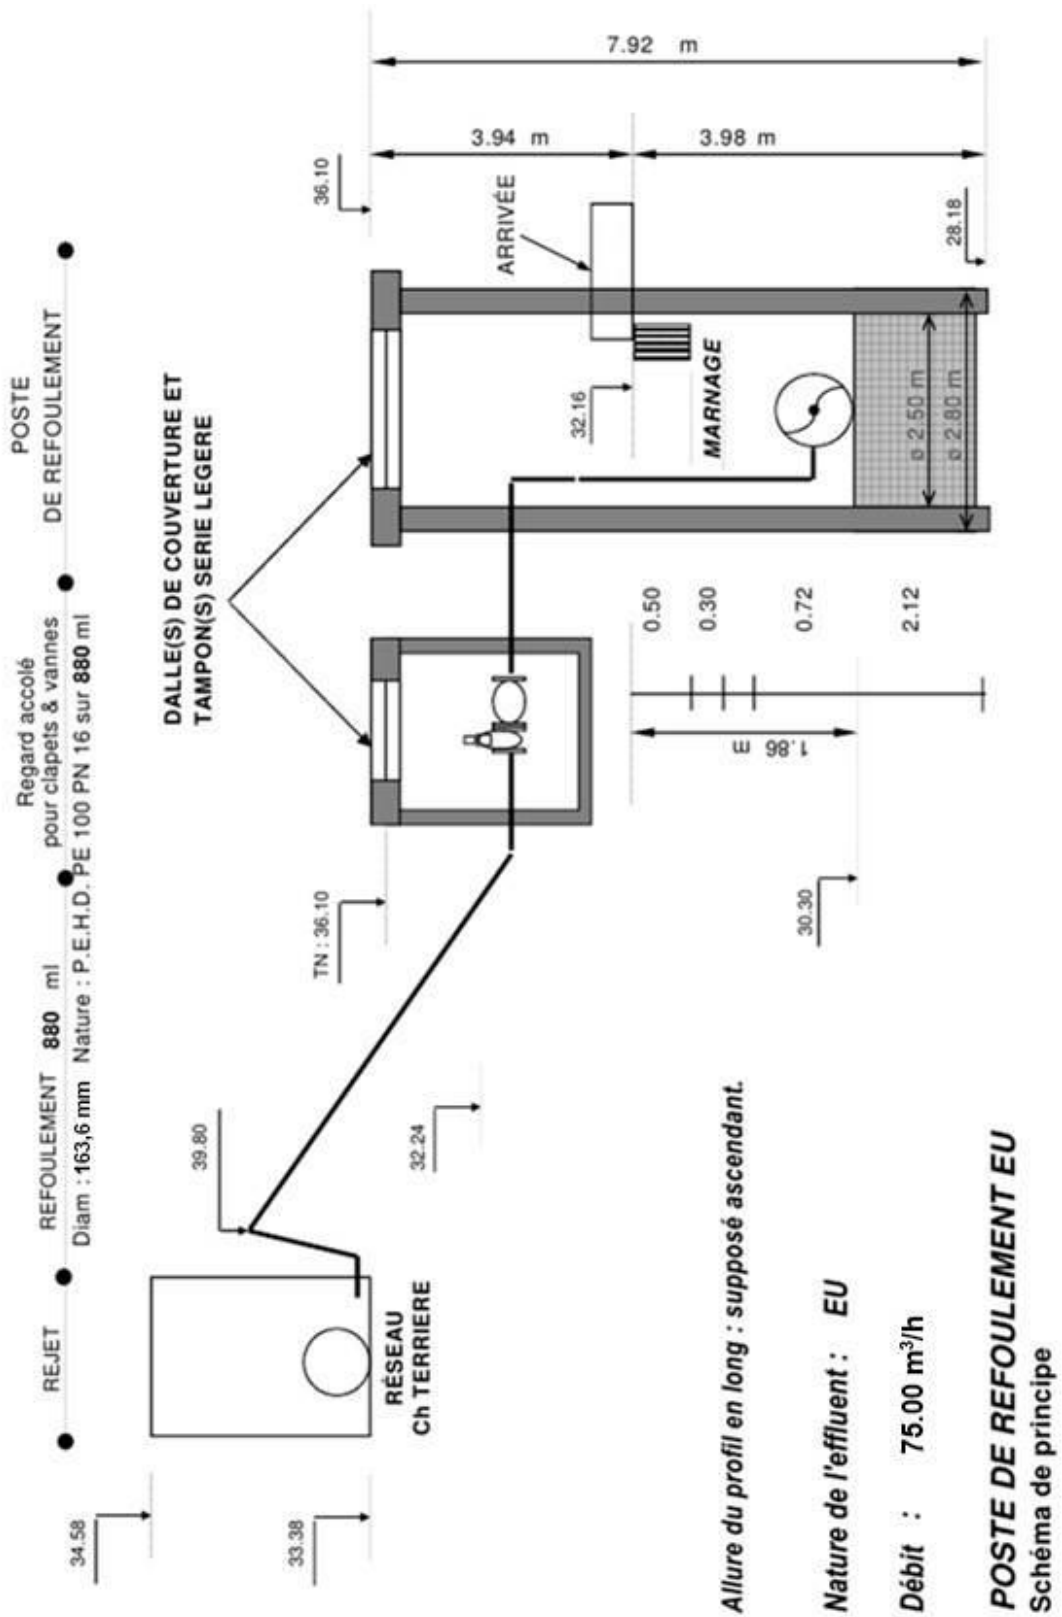 REJET
REFOULEMENT 880 ml
Diam : 163,6 mm Nature : P.E.H.D. PE 100 PN 16 sur 880 ml
Regard accolé
pour clapets & vannes
POSTE
DE REFOULEMENT
DALLE(S) DE COUVERTURE ET
TAMPON(S) SERIE LEGERE
34.58
33.38
39.80
32.24
TN : 36.10
36.10
30.30
32.16
28.18
7.92 m
3.94 m
3.98 m
ARRIVÉE
MARNAGE
ø 2.50 m
ø 2.80 m
0.50
0.30
0.72
2.12
1.86 m
RÉSEAU
Ch TERRIERE
Allure du profil en long : supposé ascendant.
Nature de l'effluent : EU
Débit : 75.00 m³/h
POSTE DE REFOULEMENT EU
Schéma de principe